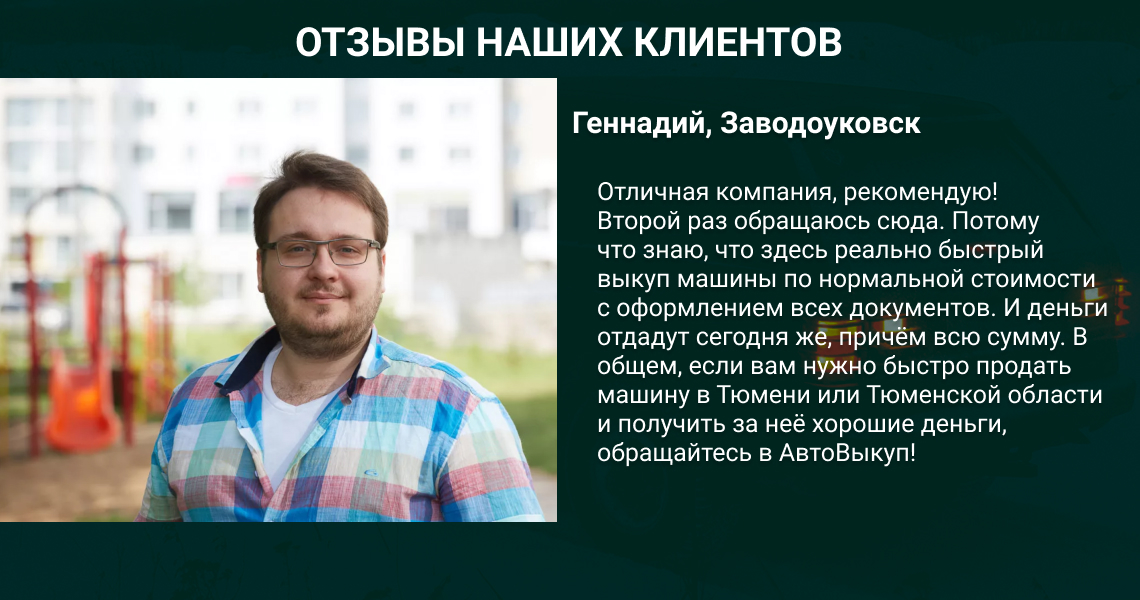 ОТЗЫВЫ НАШИХ КЛИЕНТОВ
Геннадий, Заводоуковск
Отличная компания, рекомендую!
Второй раз обращаюсь сюда. Потому
что знаю, что здесь реально быстрый
выкуп машины по нормальной стоимости
с оформлением всех документов. И деньги
отдадут сегодня же, причём всю сумму. В
общем, если вам нужно быстро продать
машину в Тюмени или Тюменской области
и получить за неё хорошие деньги,
обращайтесь в АвтоВыкуп!